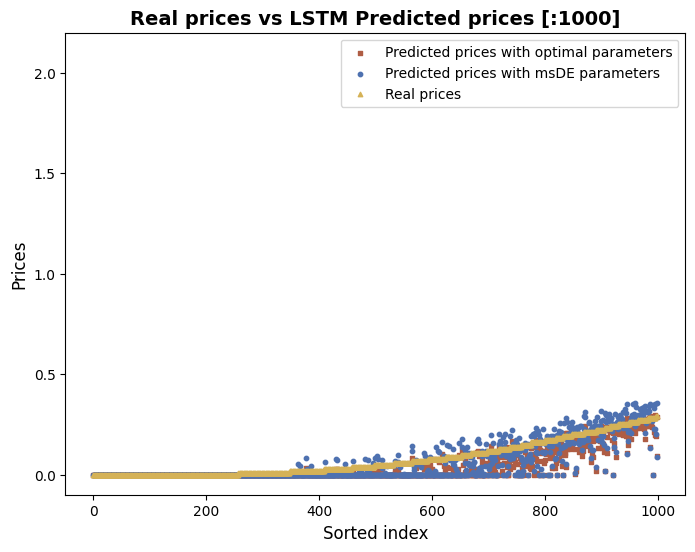 Real prices vs LSTM Predicted prices [:1000]
Predicted prices with optimal parameters
Predicted prices with msDE parameters
Real prices
2.0
1.5
1.0
0.5
0.0
Prices
0 200 400 600 800 1000
Sorted index